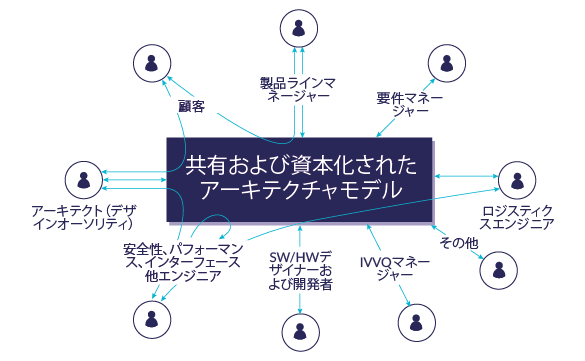 製品ラインマ
ネージャー
顧客
要件マネー
ジャー
共有および資本化された
アーキテクチャモデル
アーキテクト（デザ
インオーソリティ）
ロジスティク
スエンジニア
安全性、パフォーマン
ス、インターフェース
他エンジニア
SW/HWデ
ザイナーお
よび開発者
IVVQマネー
ジャー
その他